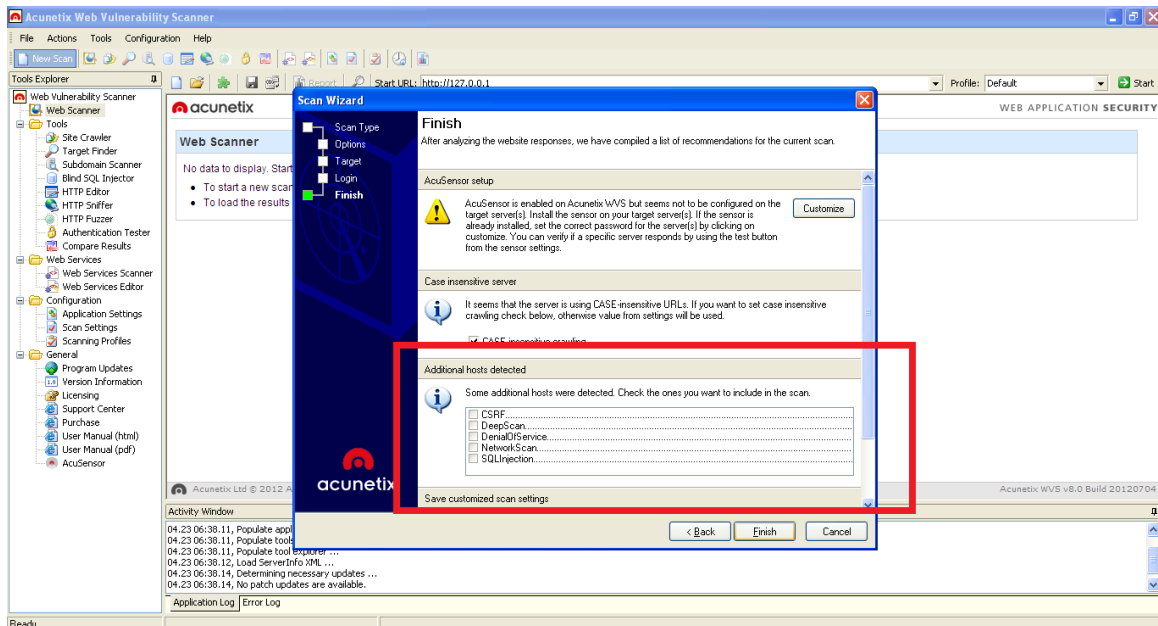 Acunetix Web Vulnerability Scanner
File Actions Tools Configuration Help
New Scan
Tools Explorer
Report
Start URL: http://127.0.0.1
Profile: Default
Start
Web Vulnerability Scanner
Web Scanner
Tools
Site Crawler
Target Finder
Subdomain Scanner
Blind SQL Injector
HTTP Editor
HTTP Sniffer
HTTP Fuzzer
Authentication Tester
Compare Results
Web Services
Web Services Scanner
Web Services Editor
Configuration
Application Settings
Scan Settings
Scanning Profiles
General
Program Updates
Version Information
Licensing
Support Center
Purchase
User Manual (html)
User Manual (pdf)
AcuSensor
acunetix
WEB APPLICATION SECURITY
Web Scanner
No data to display. Start
To start a new scan
To load the results
Scan Wizard
Scan Type
Options
Target
Login
Finish
acunetix
Finish
After analyzing the website responses, we have compiled a list of recommendations for the current scan.
AcuSensor setup
AcuSensor is enabled on Acunetix WVS but seems not to be configured on the
target server(s). Install the sensor on your target server(s). If the sensor is
already installed, set the correct password for the server(s) by clicking on
customize. You can verify if a specific server responds by using the test button
from the sensor settings.
Customize
Case insensitive server
It seems that the server is using CASE-insensitive URLs. If you want to set case insensitive
crawling check below, otherwise value from settings will be used.
CASE insensitive crawling
Additional hosts detected
Some additional hosts were detected. Check the ones you want to include in the scan.
CSRF
DeepScan
DenialOfService
NetworkScan
SQLInjection
Save customized scan settings
< Back
Finish
Cancel
Acunetix Ltd © 2012 A
Acunetix WVS v8.0 Build 20120704
Activity Window
04.23 06:38.11, Populate appl
04.23 06:38.11, Populate tools
04.23 06:38.11, Populate tool explorer ...
04.23 06:38.12, Load ServerInfo XML ...
04.23 06:38.14, Determining necessary updates ...
04.23 06:38.14, No patch updates are available.
Application Log
Error Log
Ready